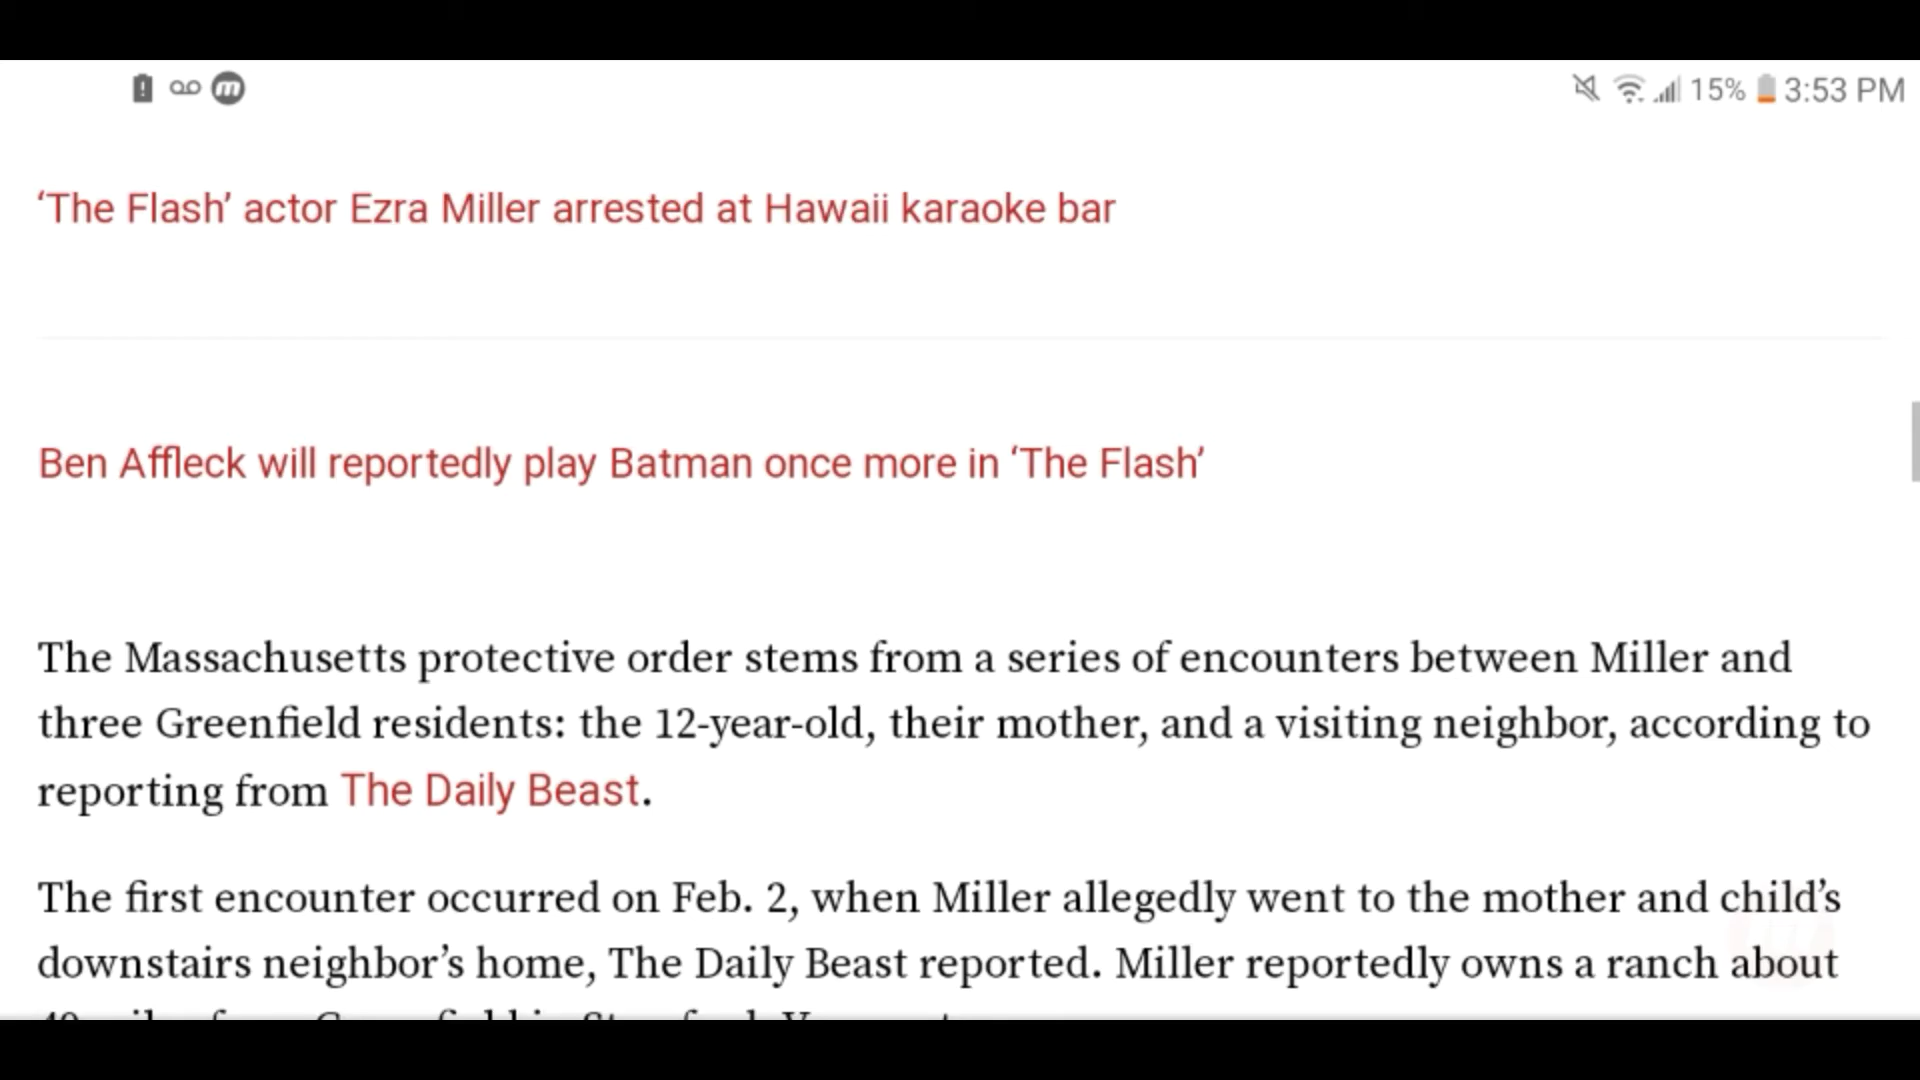 15% 3:53 PM
‘The Flash’ actor Ezra Miller arrested at Hawaii karaoke bar
Ben Affleck will reportedly play Batman once more in ‘The Flash’
The Massachusetts protective order stems from a series of encounters between Miller and
three Greenfield residents: the 12-year-old, their mother, and a visiting neighbor, according to
reporting from The Daily Beast.
The first encounter occurred on Feb. 2, when Miller allegedly went to the mother and child’s
downstairs neighbor’s home, The Daily Beast reported. Miller reportedly owns a ranch about